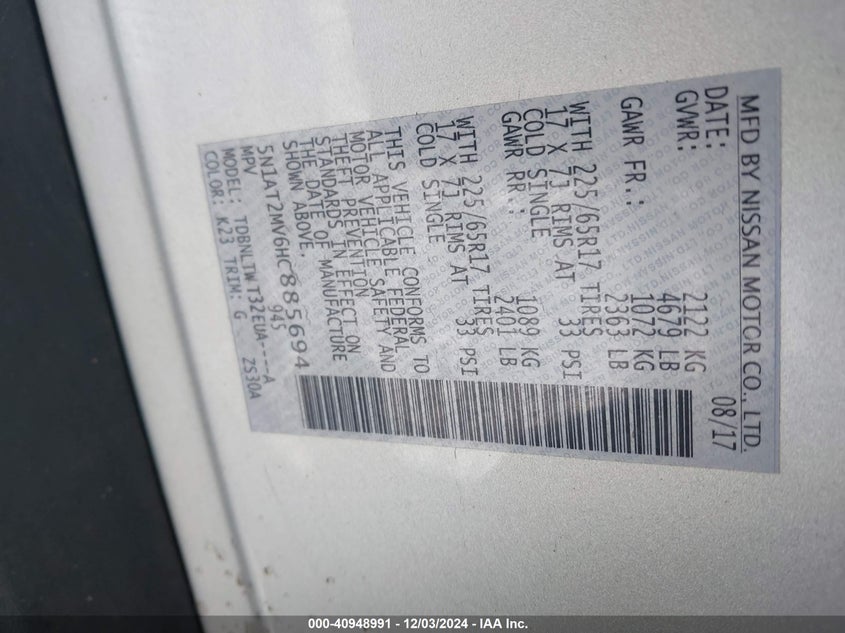 MFD BY NISSAN MOTOR CO., LTD.
DATE: 08/17
GVWR: 2122 KG
4679 LB
GAWR FR.: 1072 KG
2363 LB
WITH 225/65R17 TIRES
17 X 7J RIMS AT 33 PSI
COLD SINGLE
GAWR RR.: 1089 KG
2401 LB
WITH 225/65R17 TIRES
17 X 7J RIMS AT 33 PSI
COLD SINGLE
THIS VEHICLE CONFORMS TO
ALL APPLICABLE FEDERAL
MOTOR VEHICLE SAFETY AND
THEFT PREVENTION
STANDARDS IN EFFECT ON
THE DATE OF MANUFACTURE
SHOWN ABOVE.
5N1AT2MV6HC885694
MPV 945
MODEL: TDBNLTW T32EUA----A
COLOR: K23 TRIM: G ZS30A
000-40948991 - 12/03/2024 - IAA Inc.